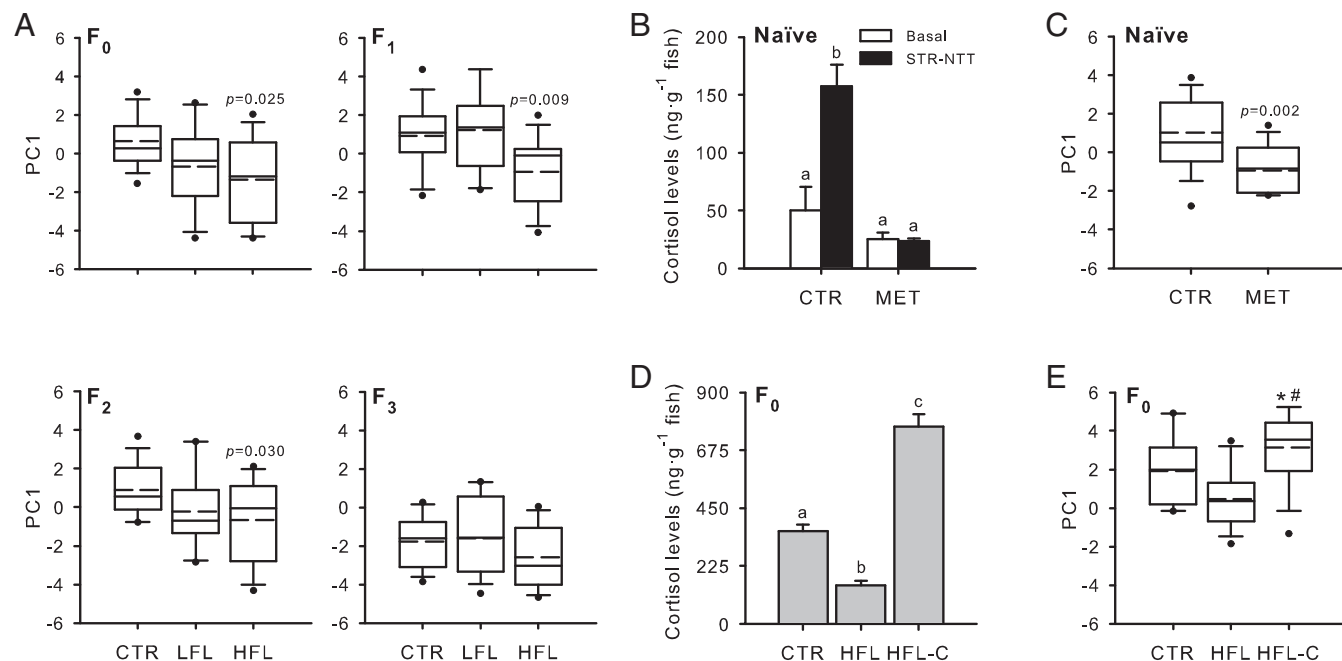 A
F0
PC1
6
4
2
0
-2
-4
-6
p=0.025
F1
6
4
2
0
-2
-4
-6
p=0.009
B
Naïve
Cortisol levels (ng·g-1 fish)
200
150
100
50
0
Basal
STR-NTT
a
b
a
a
CTR MET
C
Naïve
PC1
6
4
2
0
-2
-4
-6
p=0.002
CTR MET
F2
PC1
6
4
2
0
-2
-4
-6
p=0.030
CTR LFL HFL
F3
6
4
2
0
-2
-4
-6
CTR LFL HFL
D
F0
Cortisol levels (ng·g-1 fish)
900
675
450
225
0
a
b
c
CTR HFL HFL-C
E
F0
PC1
6
4
2
0
-2
-4
-6
* #
CTR HFL HFL-C